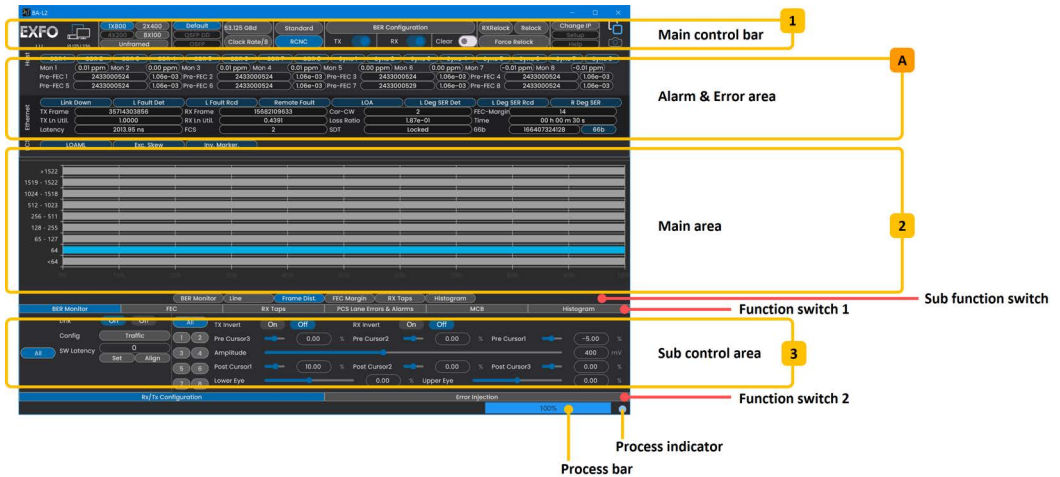 BA-L2
EXFO
1X800 2X400 Default 53.125 GBd Standard BER Configuration RXRelock Relock Change IP
4X200 8X100 QSFP DD Setup
Unframed OSFP Clock Rate/8 RCNC TX RX Clear Force Relock Help
1
Main control bar
Host
Mon 1 0.01 ppm Mon 2 0.00 ppm Mon 3 0.01 ppm Mon 4 0.01 ppm Mon 5 0.00 ppm Mon 6 0.00 ppm Mon 7 -0.01 ppm Mon 8 -0.01 ppm
Pre-FEC 1 2433000524 1.06e-03 Pre-FEC 2 2433000524 1.06e-03 Pre-FEC 3 2433000524 1.06e-03 Pre-FEC 4 2433000524 1.06e-03
Pre-FEC 5 2433000524 1.06e-03 Pre-FEC 6 2433000524 1.06e-03 Pre-FEC 7 2433000529 1.06e-03 Pre-FEC 8 2433000524 1.06e-03
A
Alarm & Error area
Ethernet
Link Down L Fault Det L Fault Rcd Remote Fault LOA L Deg SER Det L Deg SER Rcd R Deg SER
TX Frame 35714303856 RX Frame 15682109633 Cor-CW 2 FEC-Margin 14
TX Ln Util. 1.0000 RX Ln Util. 0.4391 Loss Ratio 1.87e-01 Time 00 h 00 m 30 s
Latency 2013.95 ns FCS 2 SDT Locked 66b 166407324128 66b
LOAML Exc. Skew Inv. Marker.
>1522
1519 - 1522
1024 - 1518
512 - 1023
256 - 511
128 - 255
65 - 127
64
<64
Main area
2
BER Monitor Line Frame Dist. FEC Margin RX Taps Histogram
Sub function switch
BER Monitor FEC RX Taps PCS Lane Errors & Alarms MCB Histogram
Function switch 1
Link On Off All TX Invert On Off RX Invert On Off
Config Traffic 1 2 Pre Cursor3 0.00 % Pre Cursor2 0.00 % Pre Cursor1 -5.00 %
All SW Latency 0 3 4 Amplitude 400 mV
Set Align
5 6 Post Cursor1 10.00 % Post Cursor2 0.00 % Post Cursor3 0.00 %
7 8 Lower Eye 0.00 % Upper Eye 0.00 %
Sub control area
3
Rx/Tx Configuration Error Injection
Function switch 2
100%
Process indicator
Process bar